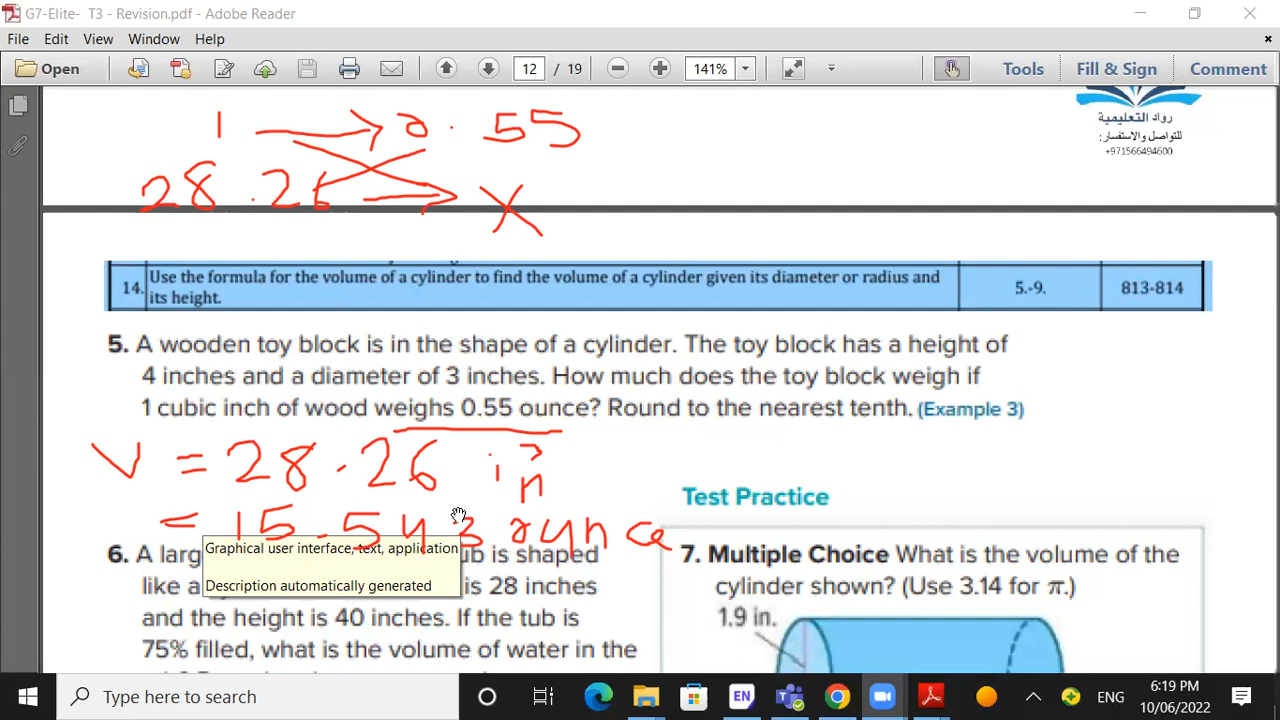 G7-Elite- T3 - Revision.pdf - Adobe Reader
File Edit View Window Help
Open 12 / 19 141% Tools Fill & Sign Comment
رواد التعليمية
للتواصل والاستفسار:
+971566494600
1 → 0.55
28.26 → X
14. Use the formula for the volume of a cylinder to find the volume of a cylinder given its diameter or radius and its height. 5.-9. 813-814
5. A wooden toy block is in the shape of a cylinder. The toy block has a height of
4 inches and a diameter of 3 inches. How much does the toy block weigh if
1 cubic inch of wood weighs 0.55 ounce? Round to the nearest tenth. (Example 3)
V = 28.26 in³
= 15.543
Graphical user interface, text, application
Description automatically generated
6. A larg ub is shaped
like a is 28 inches
and the height is 40 inches. If the tub is
75% filled, what is the volume of water in the
Test Practice
7. Multiple Choice What is the volume of the
cylinder shown? (Use 3.14 for π.)
1.9 in.
Type here to search
EN
ENG
6:19 PM
10/06/2022